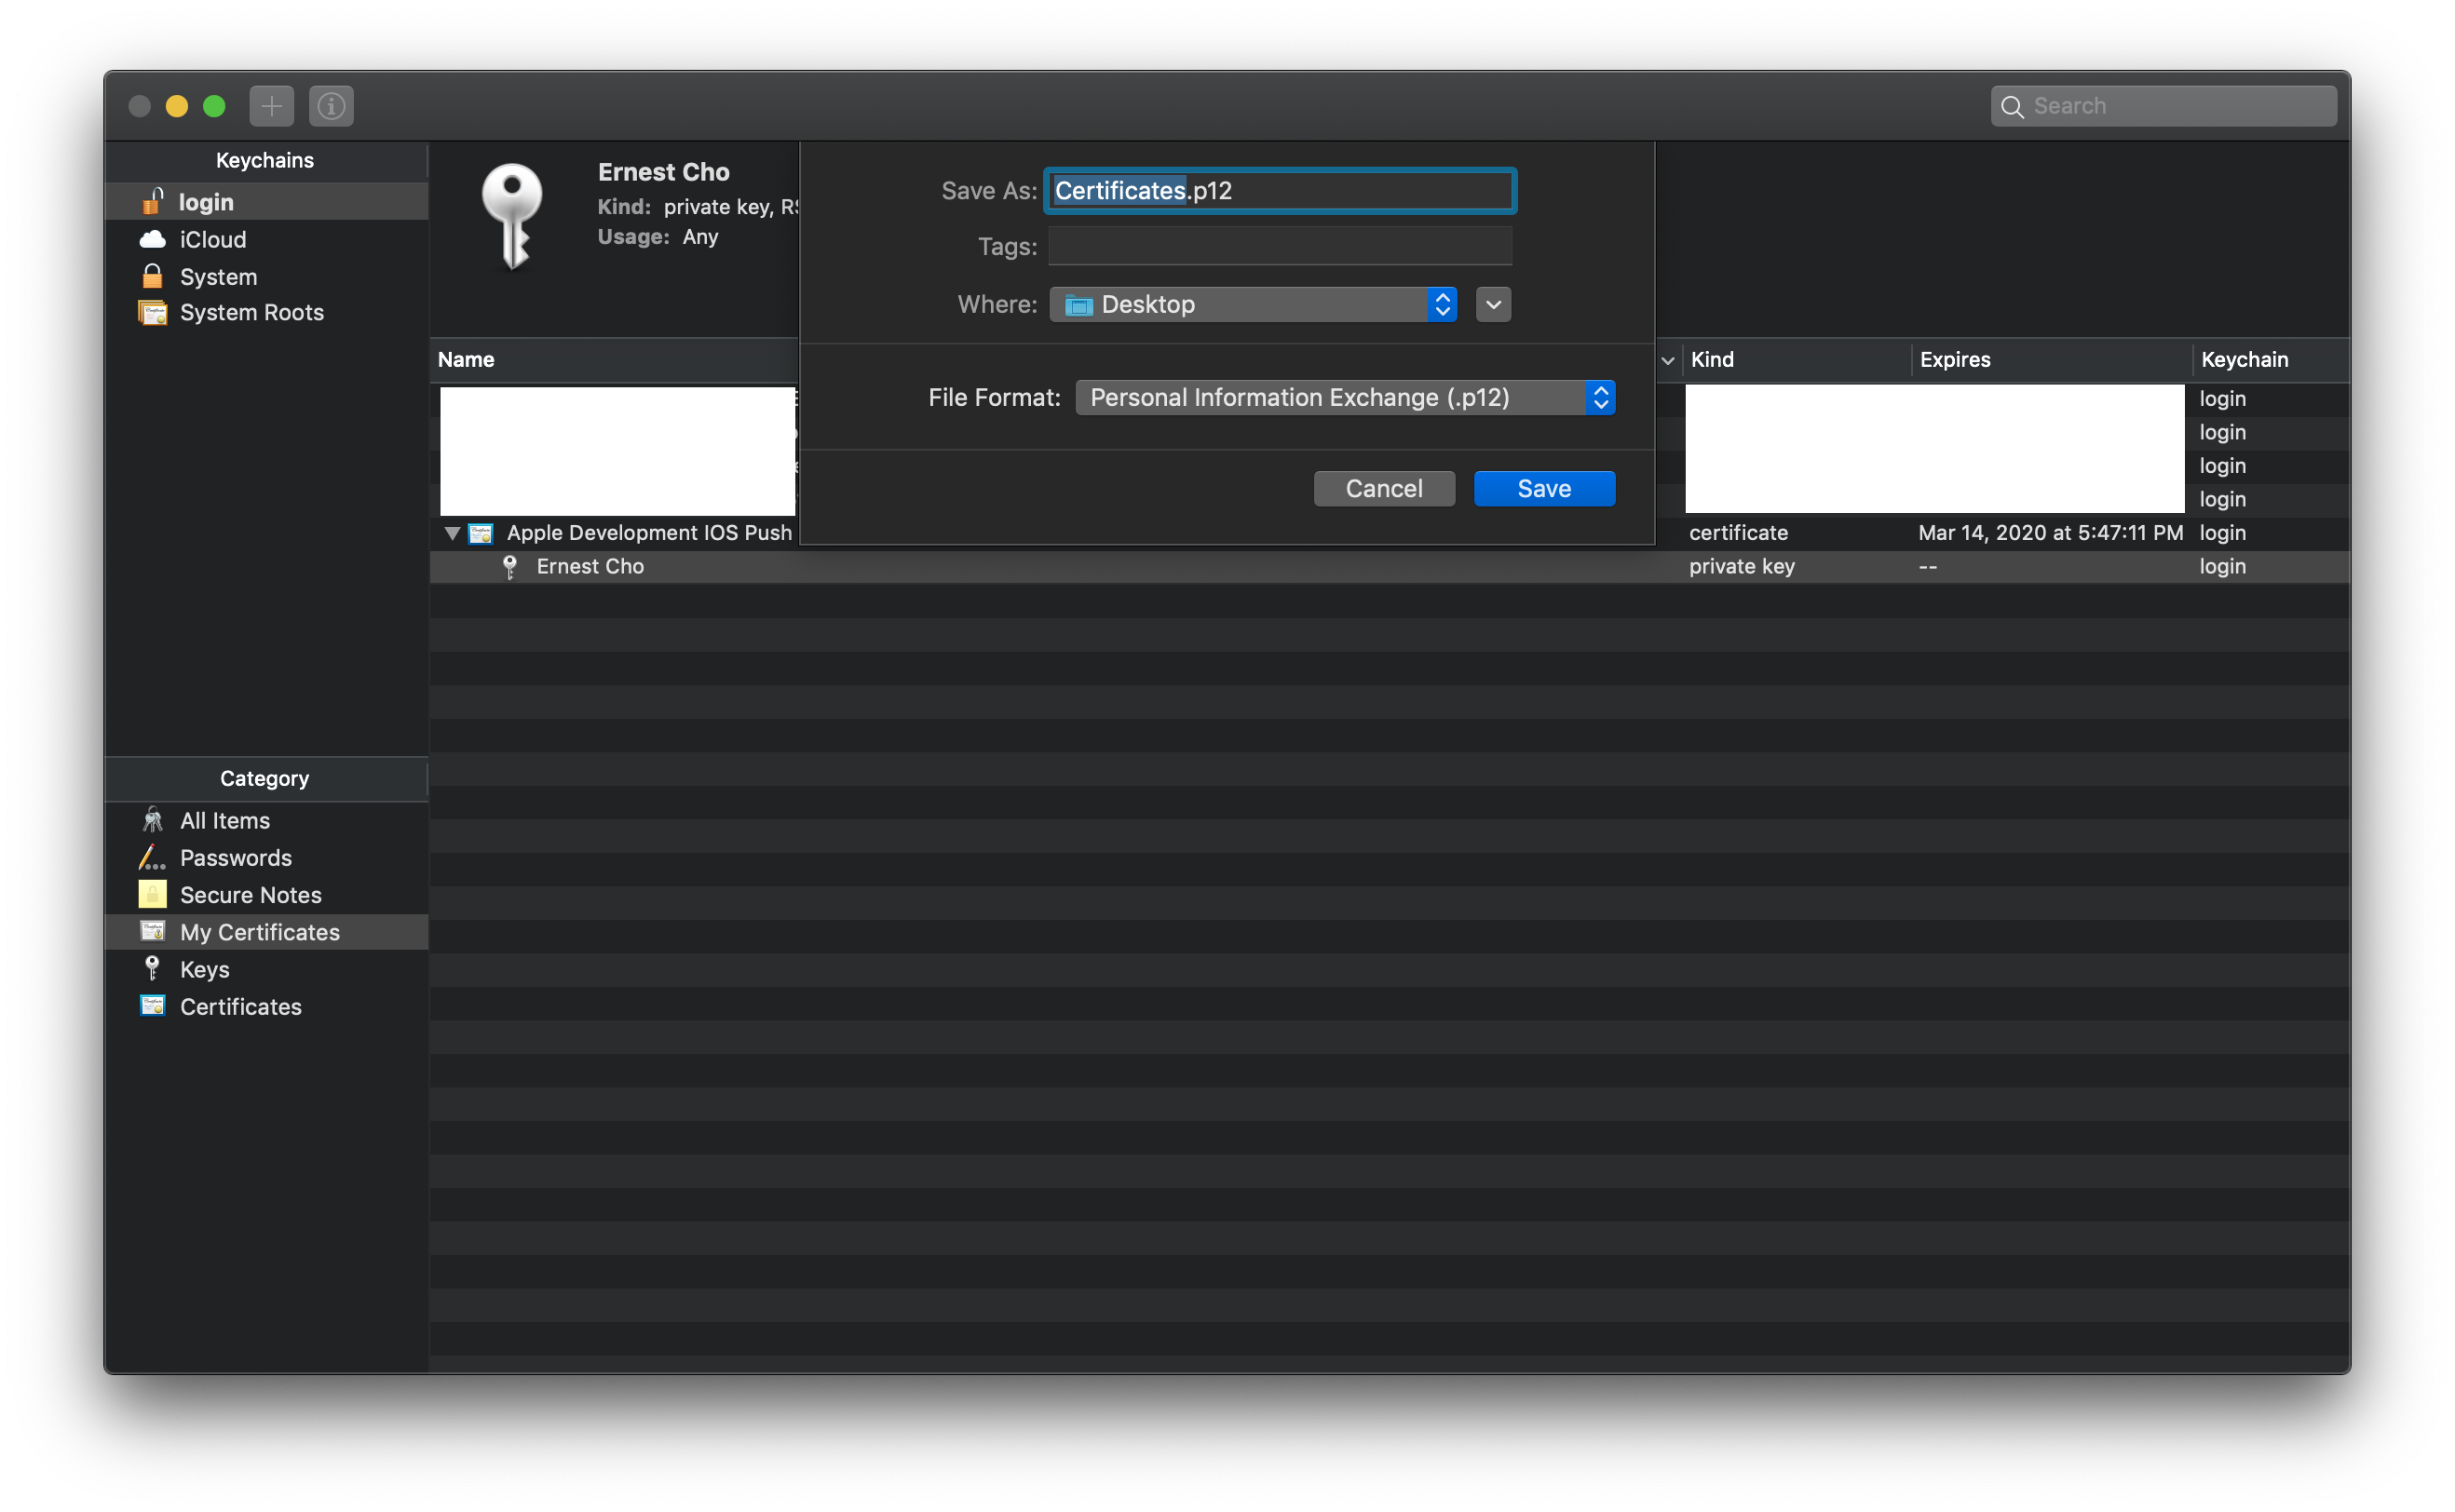 Search
Keychains
login
iCloud
System
System Roots
Ernest Cho
Kind: private key,
Usage: Any
Save As: Certificates.p12
Tags:
Where: Desktop
File Format: Personal Information Exchange (.p12)
Cancel Save
Name Kind Expires Keychain
login
login
login
login
Apple Development IOS Push certificate Mar 14, 2020 at 5:47:11 PM login
Ernest Cho private key -- login
Category
All Items
Passwords
Secure Notes
My Certificates
Keys
Certificates